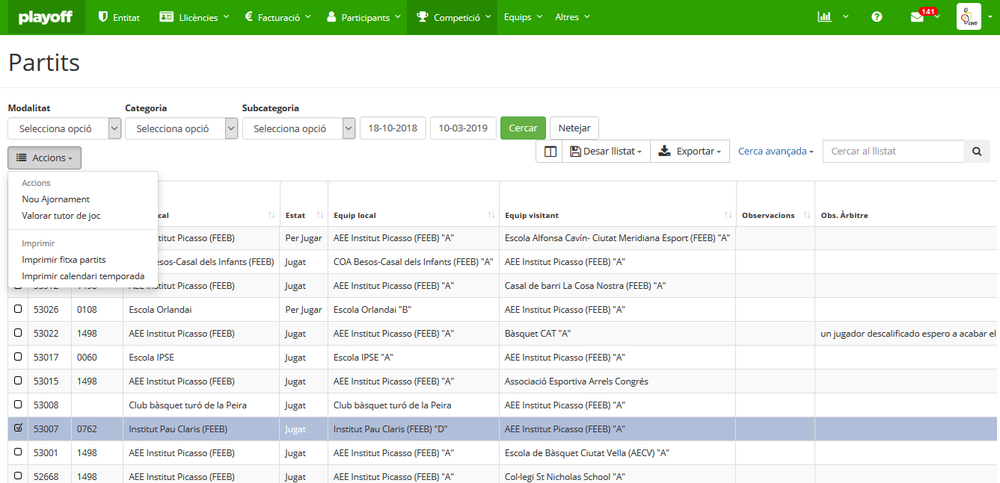 playoff Entitat Llicències € Facturació Participants Competició Equips Altres 141 ceeb
Partits
Modalitat Categoria Subcategoria
Selecciona opció Selecciona opció Selecciona opció 18-10-2018 10-03-2019 Cercar Netejar
Accions Desar llistat Exportar Cerca avançada Cercar al llistat
Accions
Nou Ajornament
Valorar tutor de joc
Imprimir
Imprimir fitxa partits
Imprimir calendari temporada
cal Estat Equip local Equip visitant Observacions Obs. Àrbitre
titut Picasso (FEEB) Per Jugar AEE Institut Picasso (FEEB) "A" Escola Alfonsa Cavín- Ciutat Meridiana Esport (FEEB) "A"
esos-Casal dels Infants (FEEB) Jugat COA Besos-Casal dels Infants (FEEB) "A" AEE Institut Picasso (FEEB) "A"
53912 1498 titut Picasso (FEEB) Jugat AEE Institut Picasso (FEEB) "A" Casal de barri La Cosa Nostra (FEEB) "A"
53026 0108 Escola Orlandai Per Jugar Escola Orlandai "B" AEE Institut Picasso (FEEB) "A"
53022 1498 AEE Institut Picasso (FEEB) Jugat AEE Institut Picasso (FEEB) "A" Bàsquet CAT "A" un jugador descalificado espero a acabar el
53017 0060 Escola IPSE Jugat Escola IPSE "A" AEE Institut Picasso (FEEB) "A"
53015 1498 AEE Institut Picasso (FEEB) Jugat AEE Institut Picasso (FEEB) "A" Associació Esportiva Arrels Congrés
53008 Club bàsquet turó de la Peira Jugat Club bàsquet turó de la Peira AEE Institut Picasso (FEEB) "A"
53007 0762 Institut Pau Claris (FEEB) Jugat Institut Pau Claris (FEEB) "D" AEE Institut Picasso (FEEB) "A"
53001 1498 AEE Institut Picasso (FEEB) Jugat AEE Institut Picasso (FEEB) "A" Escola de Bàsquet Ciutat Vella (AECV) "A"
52668 1498 AEE Institut Picasso (FEEB) Jugat AEE Institut Picasso (FEEB) "A" Col·legi St Nicholas School "A"